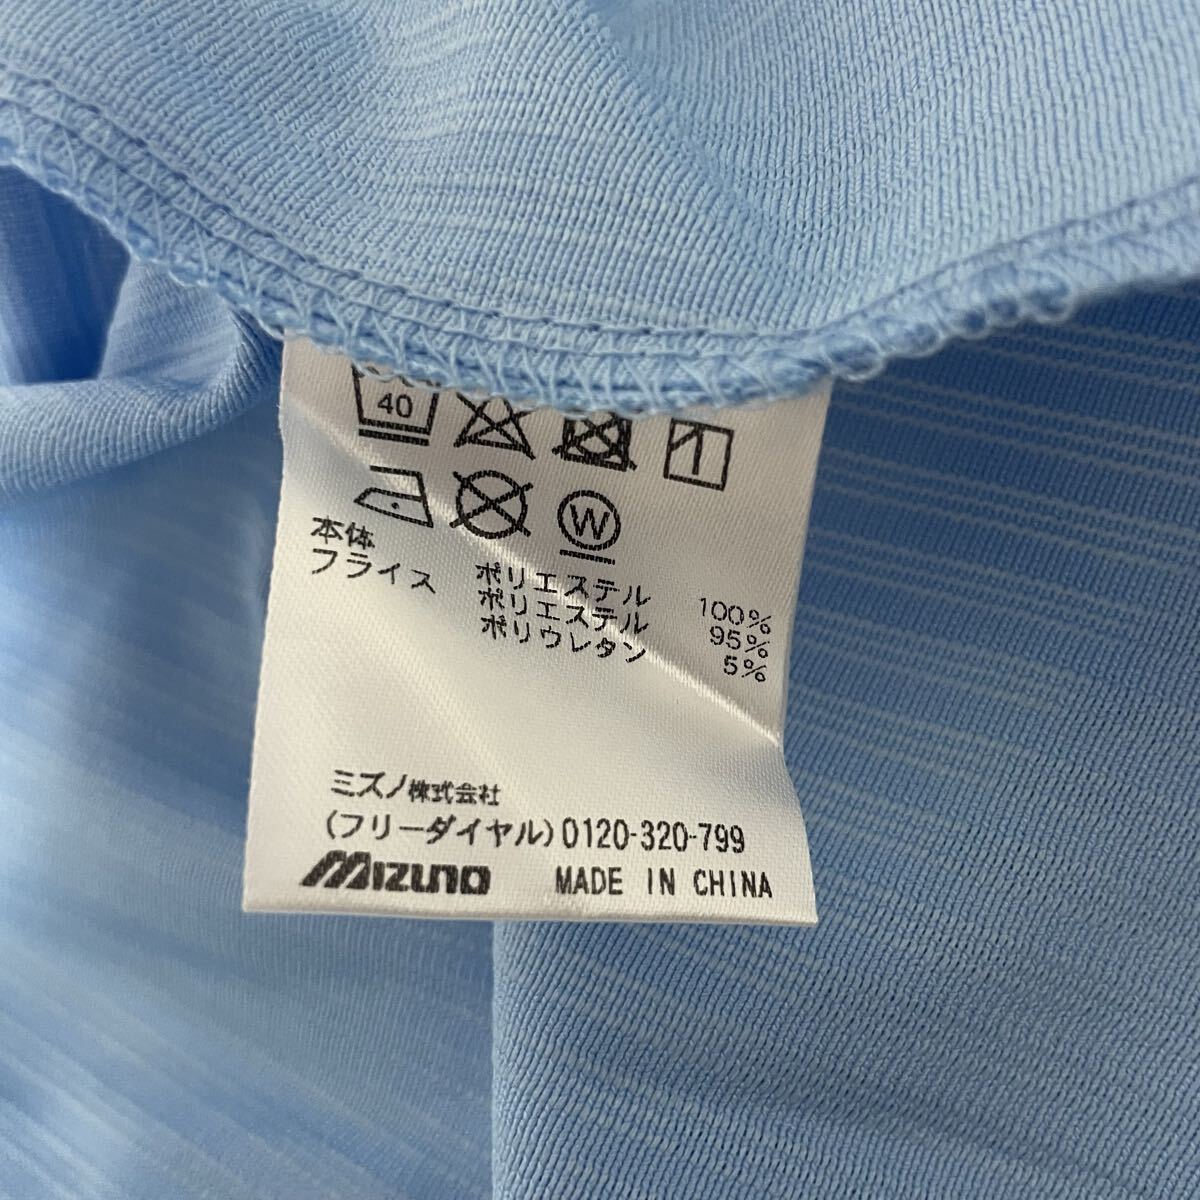 40
W
本体 ポリエステル 100%
フライス ポリエステル 95%
ポリウレタン 5%
ミズノ株式会社
(フリーダイヤル)0120-320-799
MIZUNO MADE IN CHINA